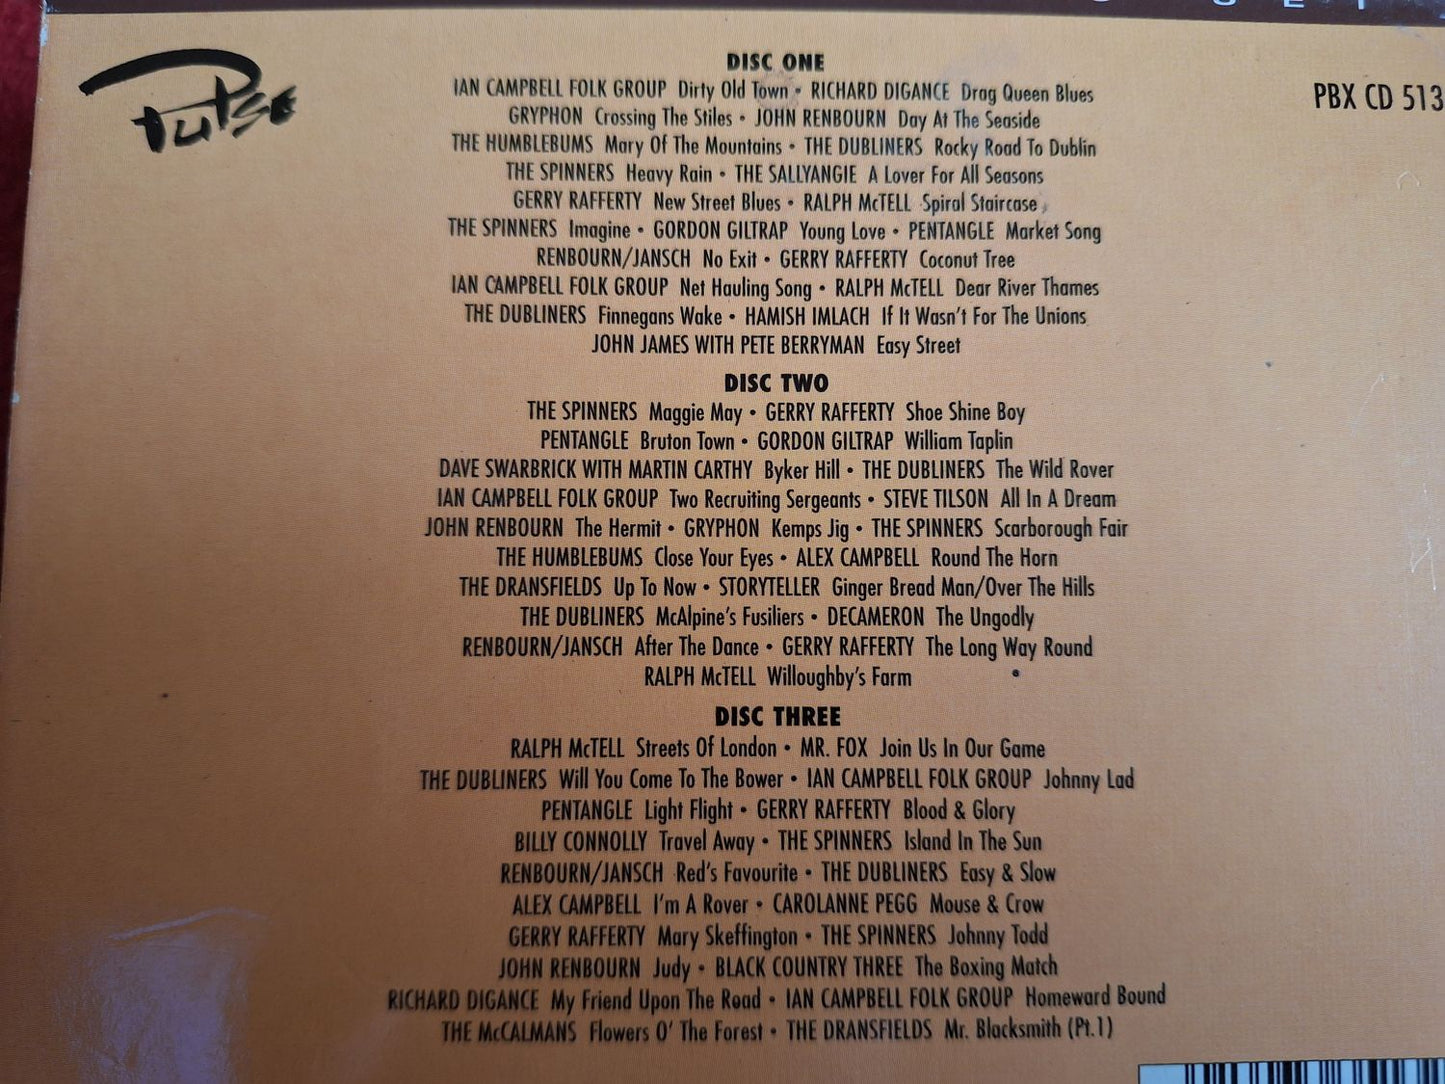 Pulse
DISC ONE
PBX CD 513
IAN CAMPBELL FOLK GROUP Dirty Old Town • RICHARD DIGANCE Drag Queen Blues
GRYPHON Crossing The Stiles • JOHN RENBOURN Day At The Seaside
THE HUMBLEBUMS Mary Of The Mountains • THE DUBLINERS Rocky Road To Dublin
THE SPINNERS Heavy Rain • THE SALLYANGIE A Lover For All Seasons
GERRY RAFFERTY New Street Blues • RALPH McTELL Spiral Staircase
THE SPINNERS Imagine • GORDON GILTRAP Young Love • PENTANGLE Market Song
RENBOURN/JANSCH No Exit • GERRY RAFFERTY Coconut Tree
IAN CAMPBELL FOLK GROUP Net Hauling Song • RALPH McTELL Dear River Thames
THE DUBLINERS Finnegans Wake • HAMISH IMLACH If It Wasn't For The Unions
JOHN JAMES WITH PETE BERRYMAN Easy Street
DISC TWO
THE SPINNERS Maggie May • GERRY RAFFERTY Shoe Shine Boy
PENTANGLE Bruton Town • GORDON GILTRAP William Taplin
DAVE SWARBRICK WITH MARTIN CARTHY Byker Hill • THE DUBLINERS The Wild Rover
IAN CAMPBELL FOLK GROUP Two Recruiting Sergeants • STEVE TILSON All In A Dream
JOHN RENBOURN The Hermit • GRYPHON Kemps Jig • THE SPINNERS Scarborough Fair
THE HUMBLEBUMS Close Your Eyes • ALEX CAMPBELL Round The Horn
THE DRANSFIELDS Up To Now • STORYTELLER Ginger Bread Man/Over The Hills
THE DUBLINERS McAlpine's Fusiliers • DECAMERON The Ungodly
RENBOURN/JANSCH After The Dance • GERRY RAFFERTY The Long Way Round
RALPH McTELL Willoughby's Farm
DISC THREE
RALPH McTELL Streets Of London • MR. FOX Join Us In Our Game
THE DUBLINERS Will You Come To The Bower • IAN CAMPBELL FOLK GROUP Johnny Lad
PENTANGLE Light Flight • GERRY RAFFERTY Blood & Glory
BILLY CONNOLLY Travel Away • THE SPINNERS Island In The Sun
RENBOURN/JANSCH Red's Favourite • THE DUBLINERS Easy & Slow
ALEX CAMPBELL I'm A Rover • CAROLANNE PEGG Mouse & Crow
GERRY RAFFERTY Mary Skeffington • THE SPINNERS Johnny Todd
JOHN RENBOURN Judy • BLACK COUNTRY THREE The Boxing Match
RICHARD DIGANCE My Friend Upon The Road • IAN CAMPBELL FOLK GROUP Homeward Bound
THE McCALMANS Flowers O' The Forest • THE DRANSFIELDS Mr. Blacksmith (Pt.1)